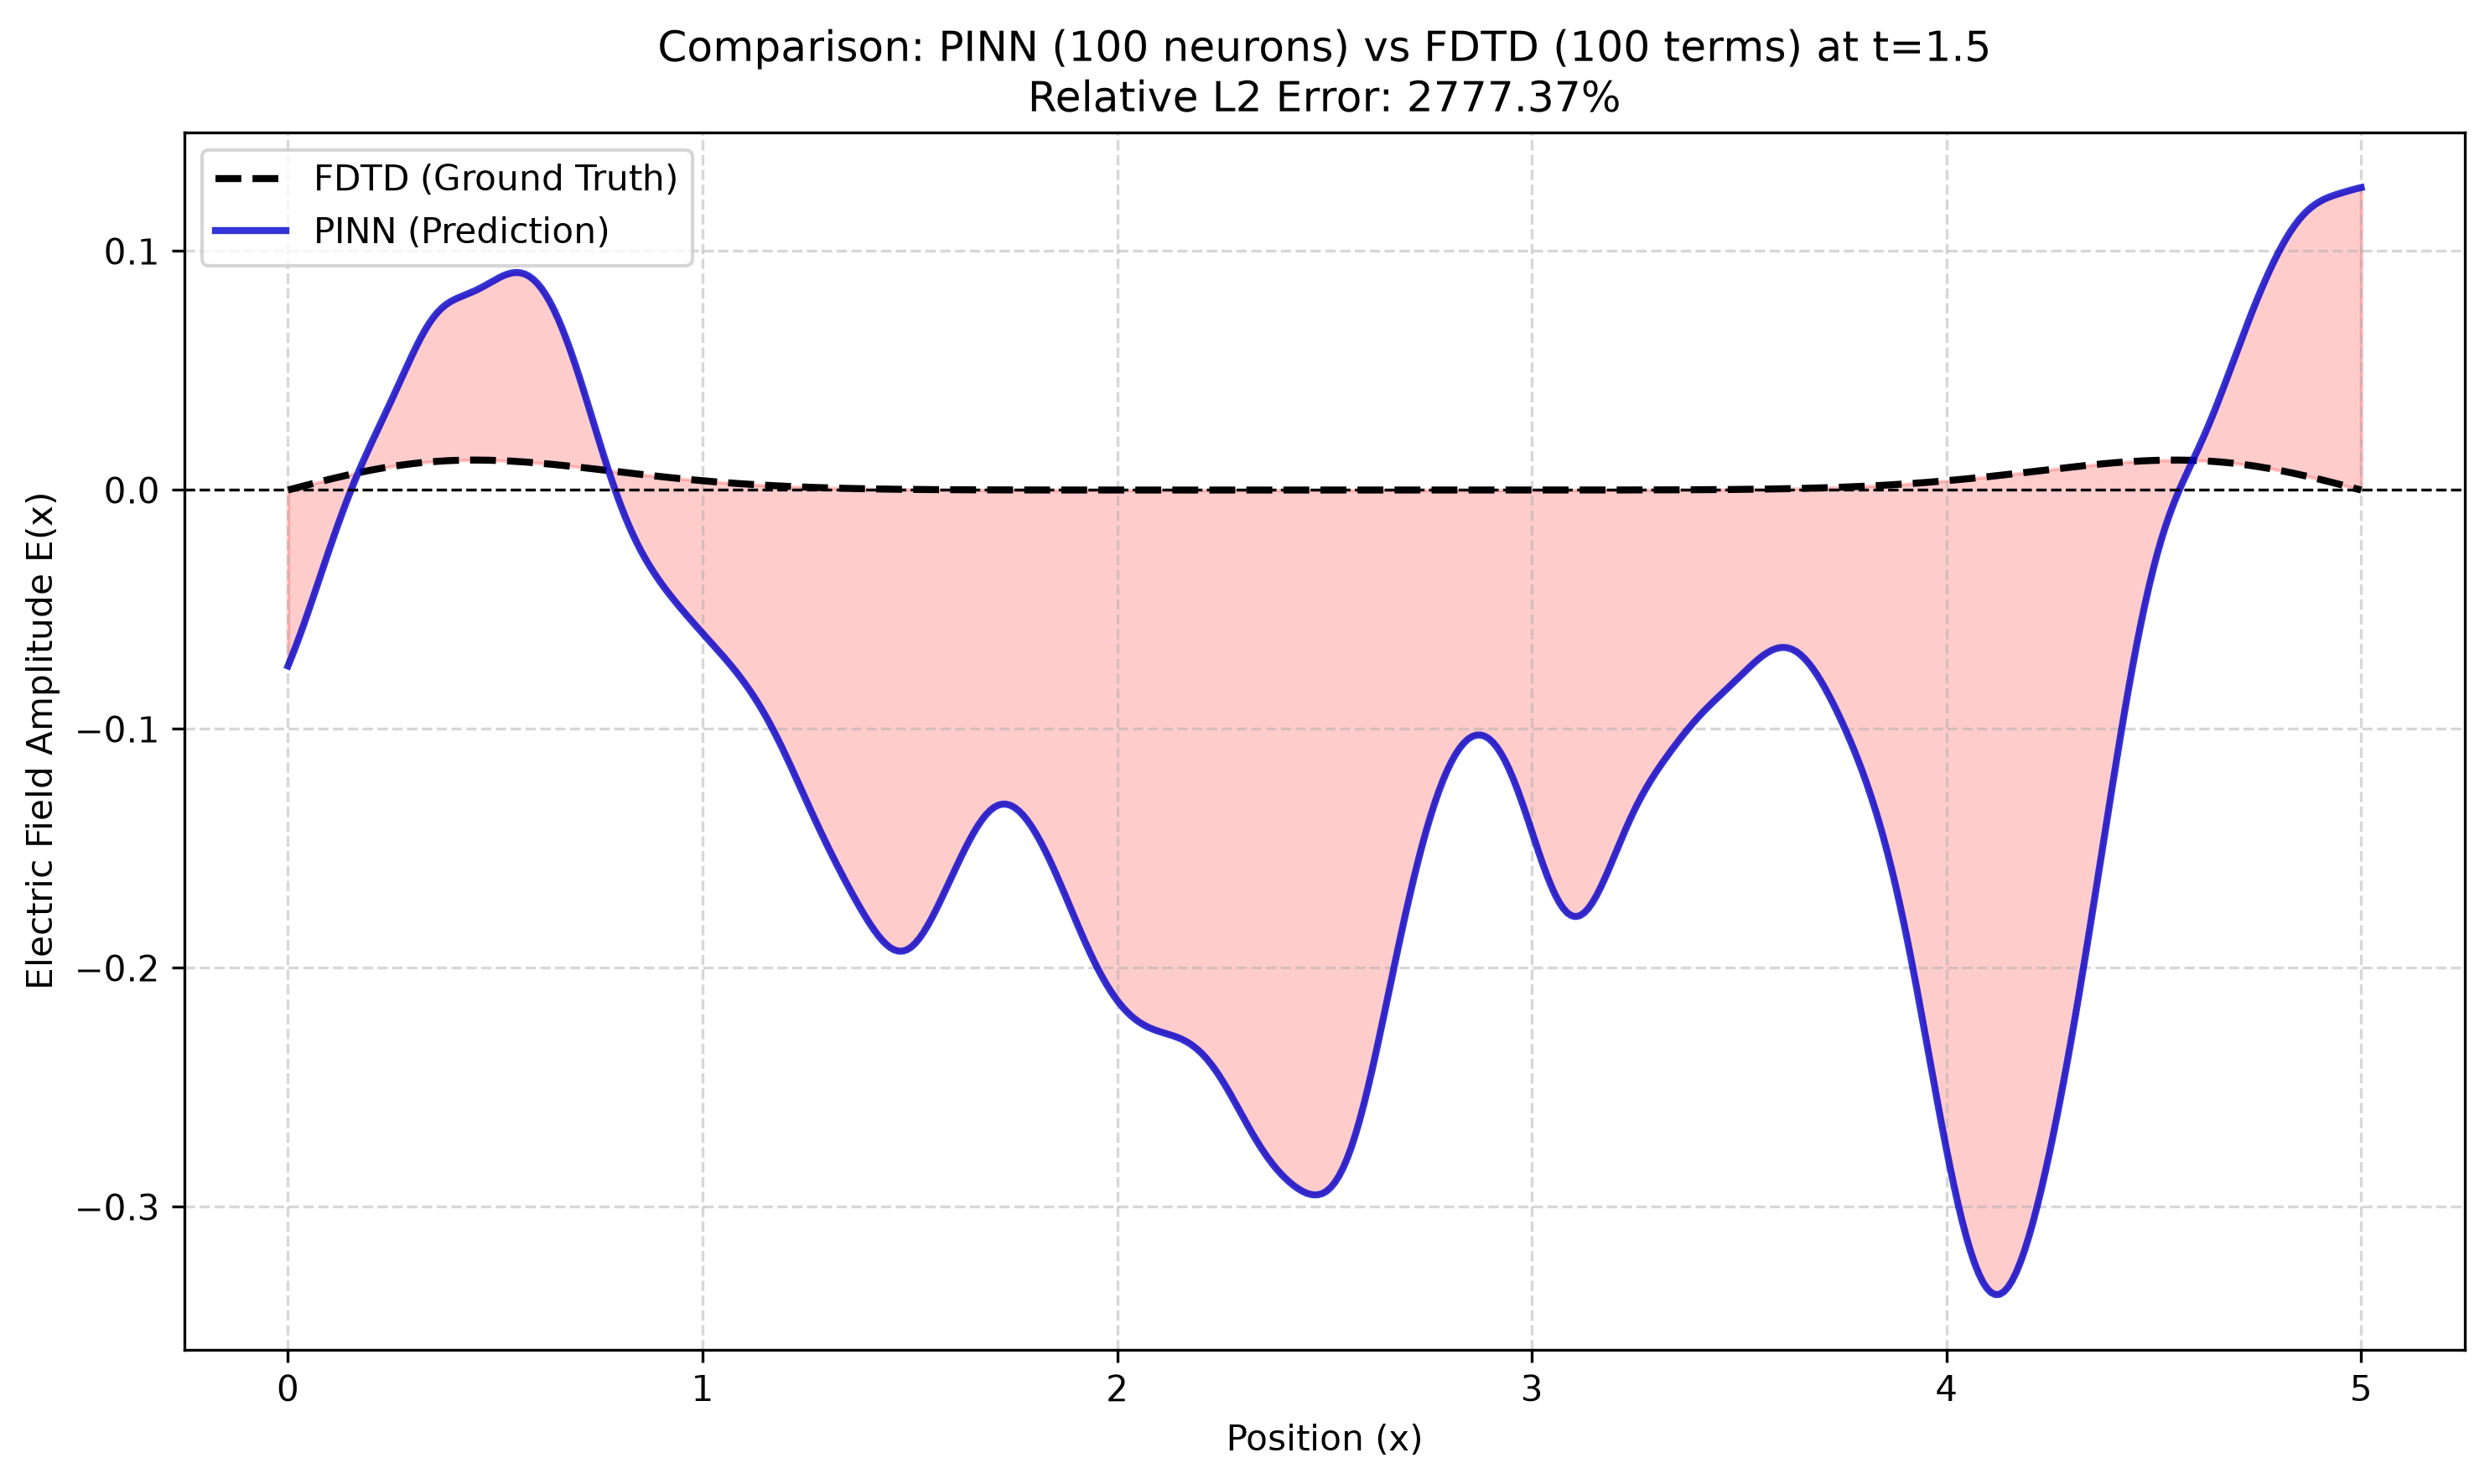 Comparison: PINN (100 neurons) vs FDTD (100 terms) at t=1.5
Relative L2 Error: 2777.37%
FDTD (Ground Truth)
PINN (Prediction)
Electric Field Amplitude E(x)
0.1
0.0
−0.1
−0.2
−0.3
0 1 2 3 4 5
Position (x)